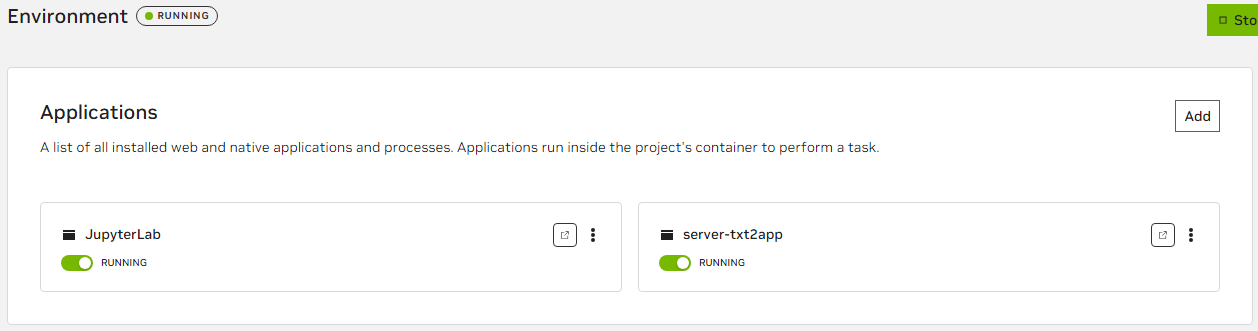 Environment RUNNING
Sto
Applications
Add
A list of all installed web and native applications and processes. Applications run inside the project's container to perform a task.
JupyterLab
RUNNING
server-txt2app
RUNNING